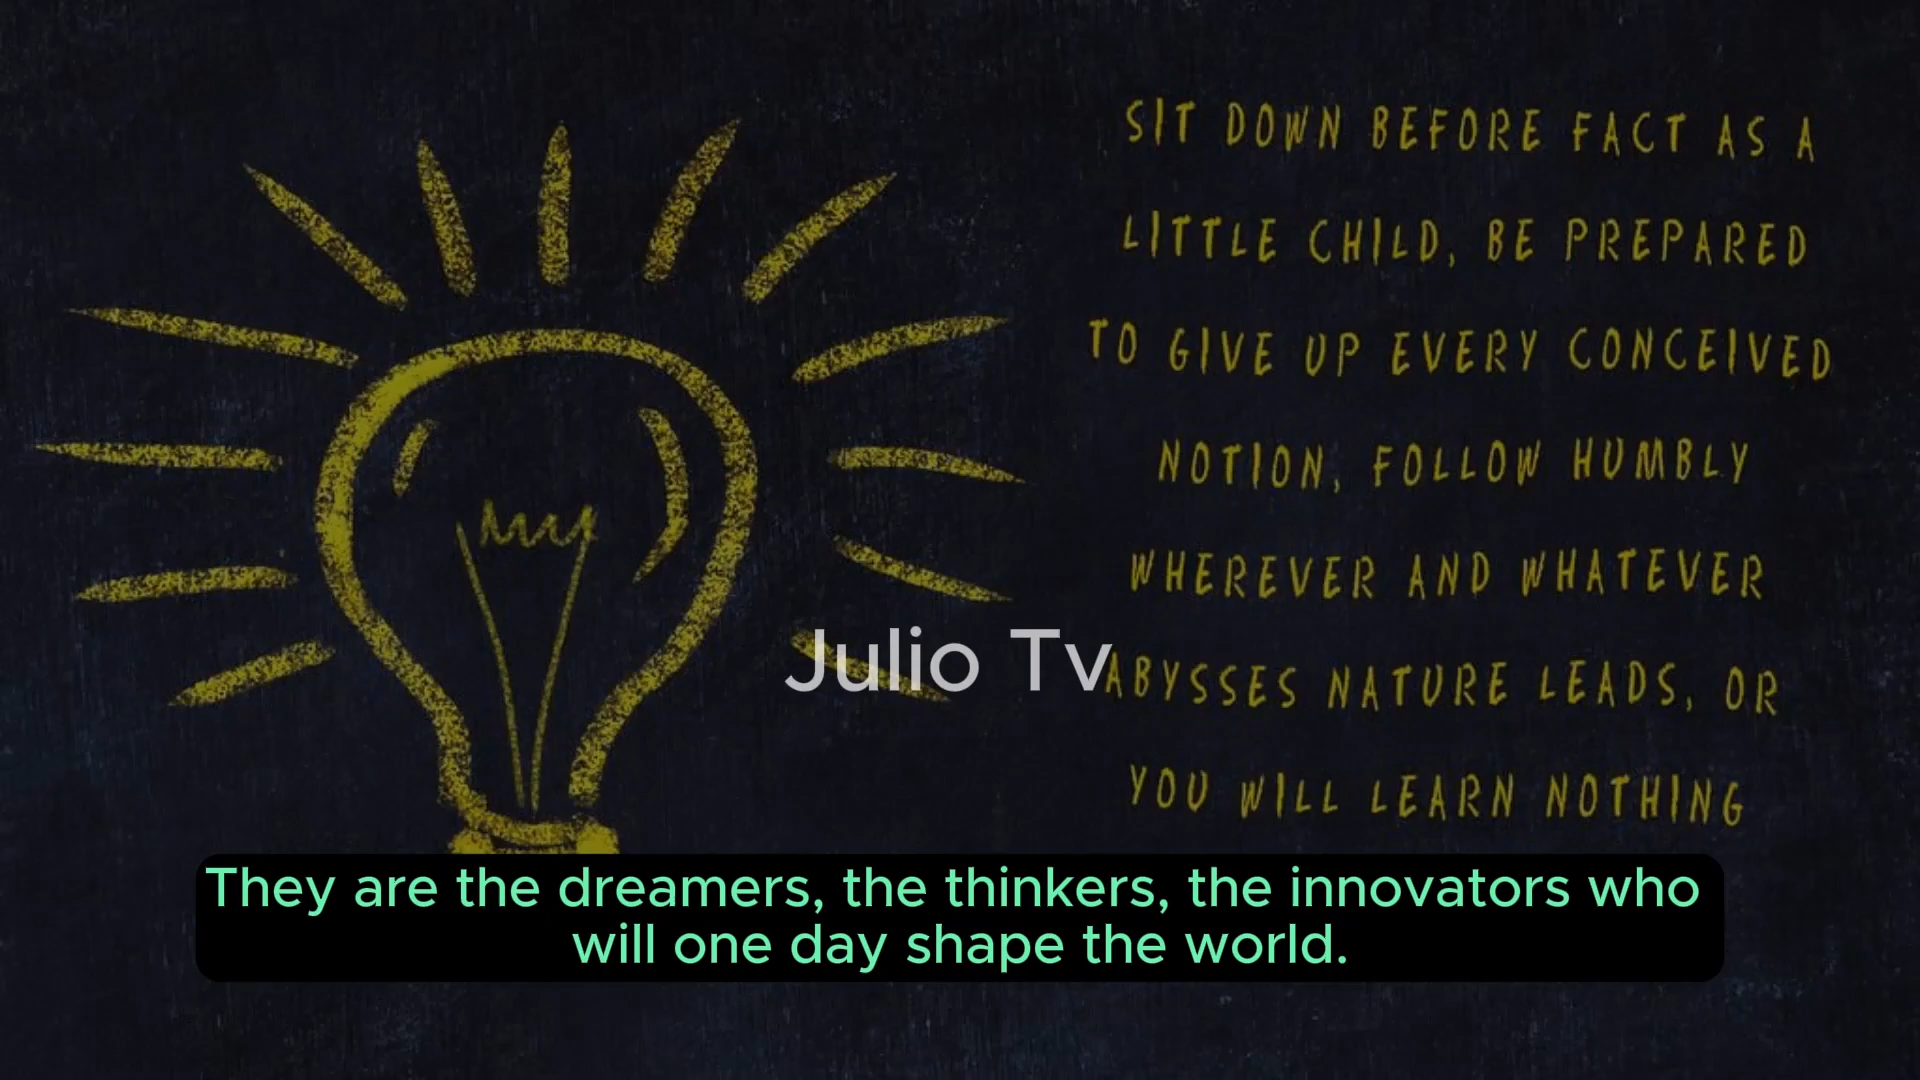 SIT DOWN BEFORE FACT AS A
LITTLE CHILD, BE PREPARED
TO GIVE UP EVERY CONCEIVED
NOTION, FOLLOW HUMBLY
WHEREVER AND WHATEVER
Julio Tv
ABYSSES NATURE LEADS, OR
YOU WILL LEARN NOTHING
They are the dreamers, the thinkers, the innovators who
will one day shape the world.